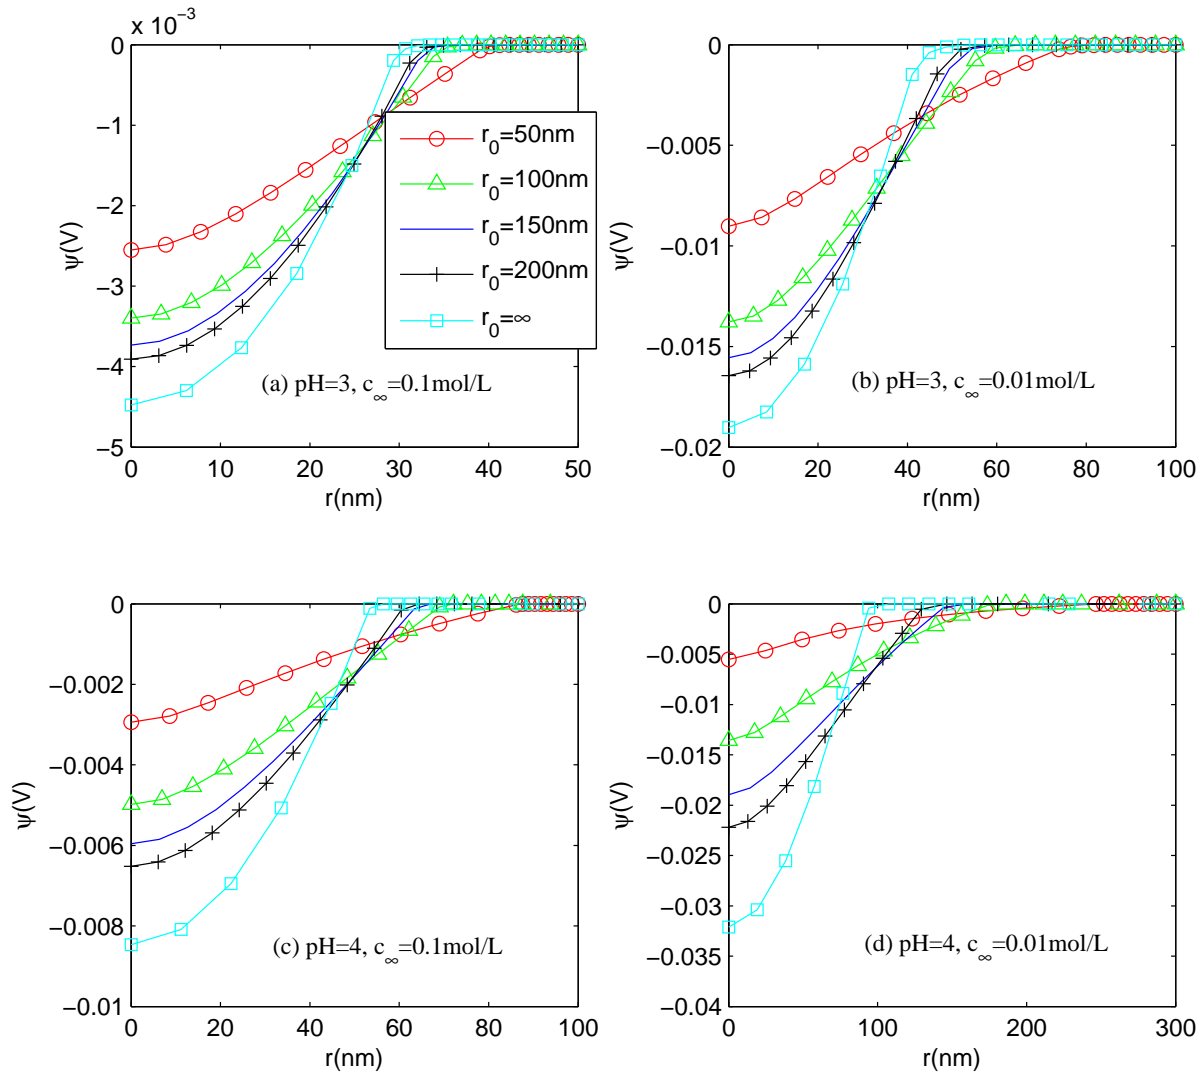 x 10⁻³
0
−1
−2
−3
−4
−5
ψ(V)
0 10 20 30 40 50
r(nm)
(a) pH=3, c_∞=0.1mol/L
r_0=50nm
r_0=100nm
r_0=150nm
r_0=200nm
r_0=∞
0
−0.005
−0.01
−0.015
−0.02
ψ(V)
0 20 40 60 80 100
r(nm)
(b) pH=3, c_∞=0.01mol/L
0
−0.002
−0.004
−0.006
−0.008
−0.01
ψ(V)
0 20 40 60 80 100
r(nm)
(c) pH=4, c_∞=0.1mol/L
0
−0.005
−0.01
−0.015
−0.02
−0.025
−0.03
−0.035
−0.04
ψ(V)
0 100 200 300
r(nm)
(d) pH=4, c_∞=0.01mol/L